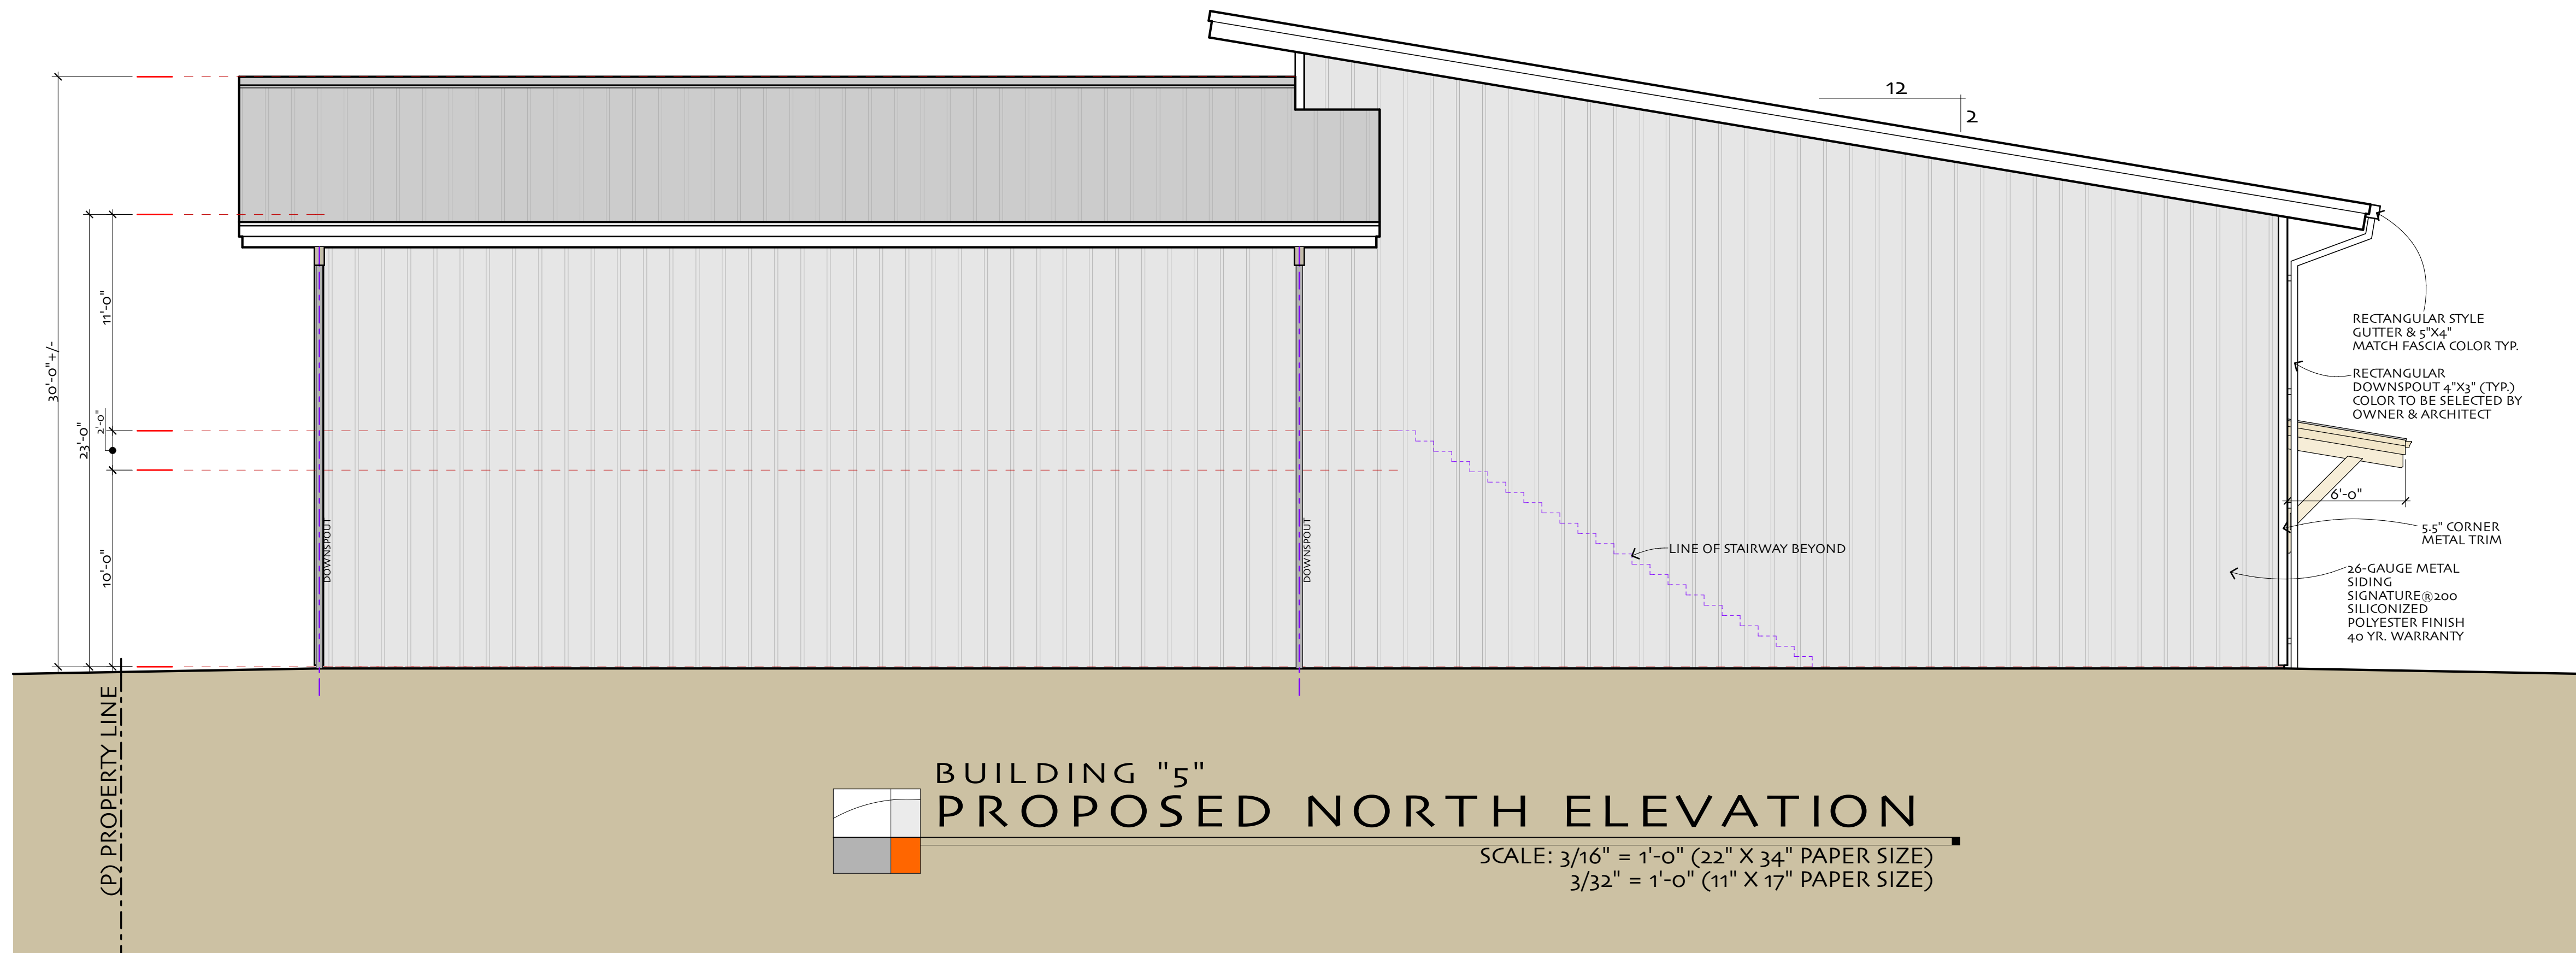 12
2
30'-0"+/-
23'-0"
11'-0"
2'-0"
10'-0"
RECTANGULAR STYLE
GUTTER & 5"X4"
MATCH FASCIA COLOR TYP.
RECTANGULAR
DOWNSPOUT 4"X3" (TYP.)
COLOR TO BE SELECTED BY
OWNER & ARCHITECT
6'-0"
5.5" CORNER
METAL TRIM
DOWNSPOUT
DOWNSPOUT
LINE OF STAIRWAY BEYOND
26-GAUGE METAL
SIDING
SIGNATURE®200
SILICONIZED
POLYESTER FINISH
40 YR. WARRANTY
(P) PROPERTY LINE
BUILDING "5"
PROPOSED NORTH ELEVATION
SCALE: 3/16" = 1'-0" (22" X 34" PAPER SIZE)
3/32" = 1'-0" (11" X 17" PAPER SIZE)